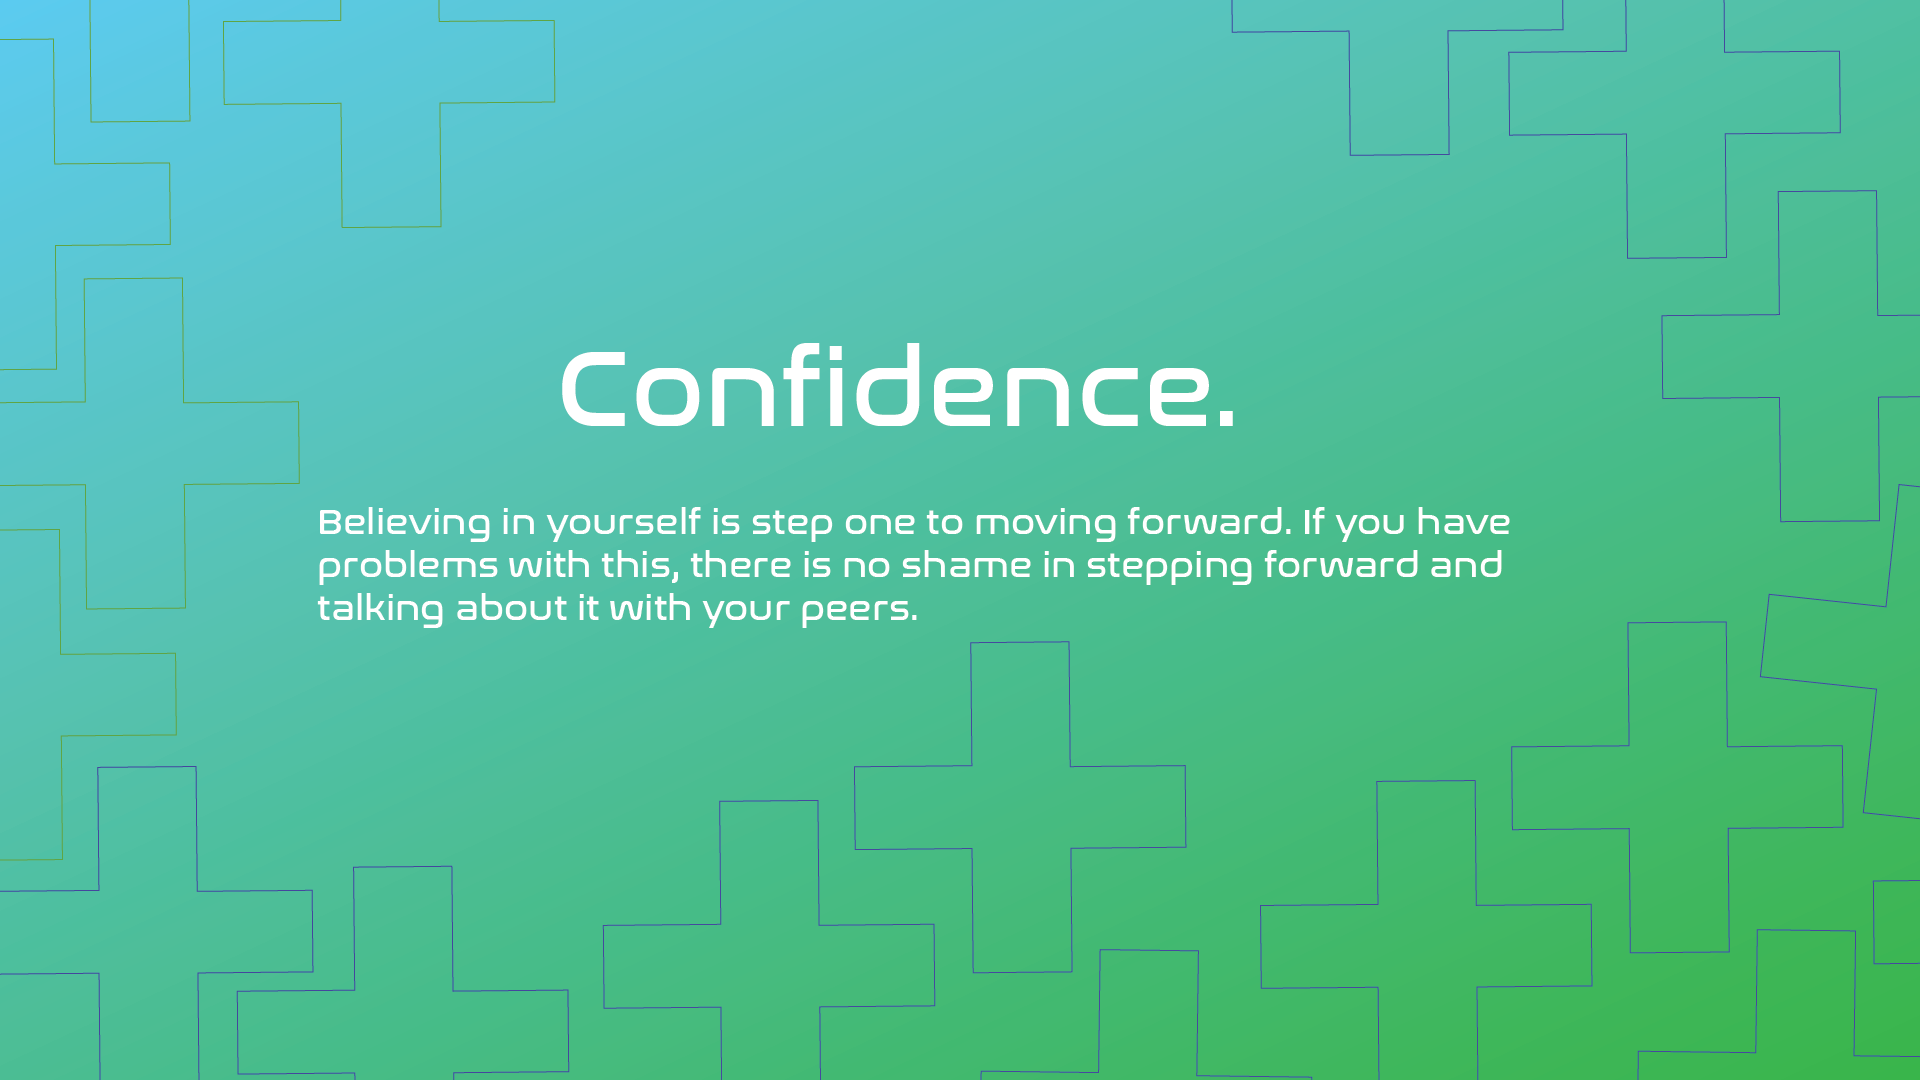 Confidence.
Believing in yourself is step one to moving forward. If you have
problems with this, there is no shame in stepping forward and
talking about it with your peers.